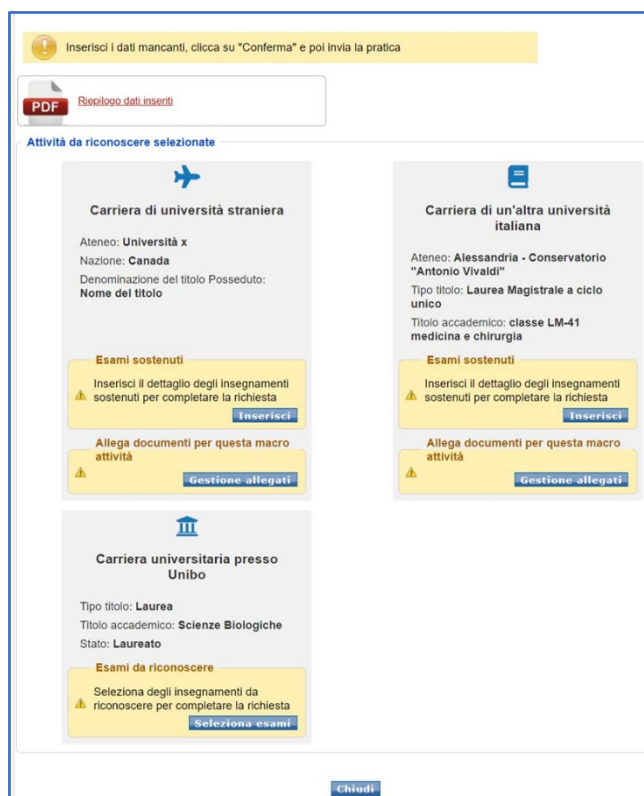 Inserisci i dati mancanti, clicca su "Conferma" e poi invia la pratica
PDF
Riepilogo dati inseriti
Attività da riconoscere selezionate
Carriera di università straniera
Ateneo: Università x
Nazione: Canada
Denominazione del titolo Posseduto:
Nome del titolo
Esami sostenuti
Inserisci il dettaglio degli insegnamenti
sostenuti per completare la richiesta
Inserisci
Allega documenti per questa macro
attività
Gestione allegati
Carriera di un'altra università
italiana
Ateneo: Alessandria - Conservatorio
"Antonio Vivaldi"
Tipo titolo: Laurea Magistrale a ciclo
unico
Titolo accademico: classe LM-41
medicina e chirurgia
Esami sostenuti
Inserisci il dettaglio degli insegnamenti
sostenuti per completare la richiesta
Inserisci
Allega documenti per questa macro
attività
Gestione allegati
Carriera universitaria presso
Unibo
Tipo titolo: Laurea
Titolo accademico: Scienze Biologiche
Stato: Laureato
Esami da riconoscere
Seleziona degli insegnamenti da
riconoscere per completare la richiesta
Seleziona esami
Chiudi